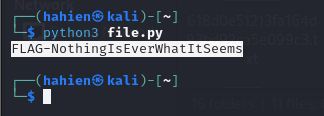 ┌──(hahien㉿kali)-[~]
└─$ python3 file.py
FLAG-NothingIsEverWhatItSeems
┌──(hahien㉿kali)-[~]
└─$